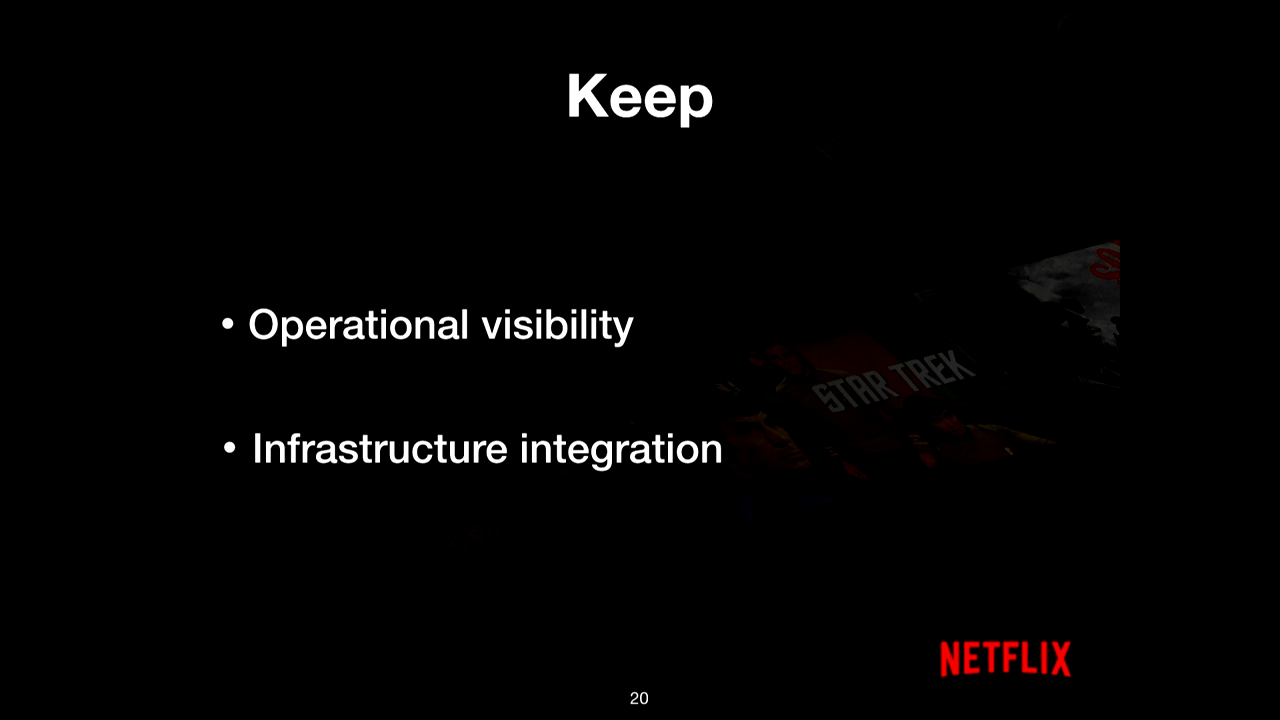 Keep
• Operational visibility
STAR TREK
• Infrastructure integration
NETFLIX
20